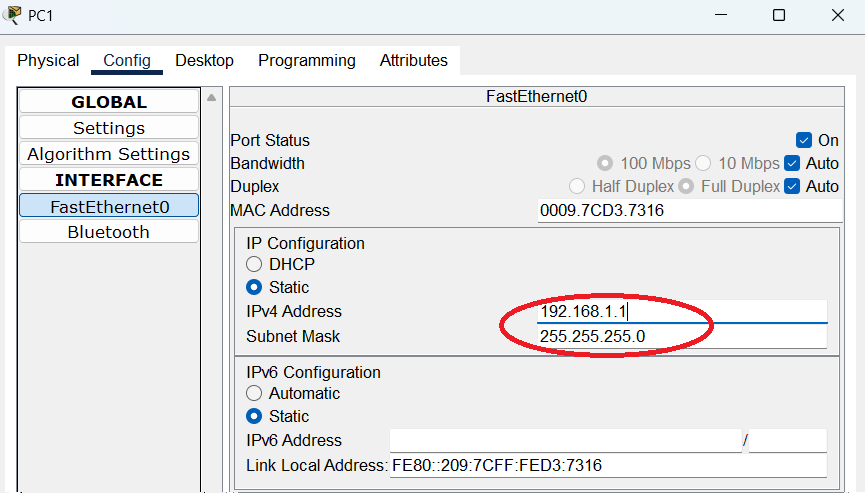 PC1
Physical Config Desktop Programming Attributes
GLOBAL
Settings
Algorithm Settings
INTERFACE
FastEthernet0
Bluetooth
FastEthernet0
Port Status On
Bandwidth 100 Mbps 10 Mbps Auto
Duplex Half Duplex Full Duplex Auto
MAC Address 0009.7CD3.7316
IP Configuration
DHCP
Static
IPv4 Address 192.168.1.1
Subnet Mask 255.255.255.0
IPv6 Configuration
Automatic
Static
IPv6 Address /
Link Local Address: FE80::209:7CFF:FED3:7316